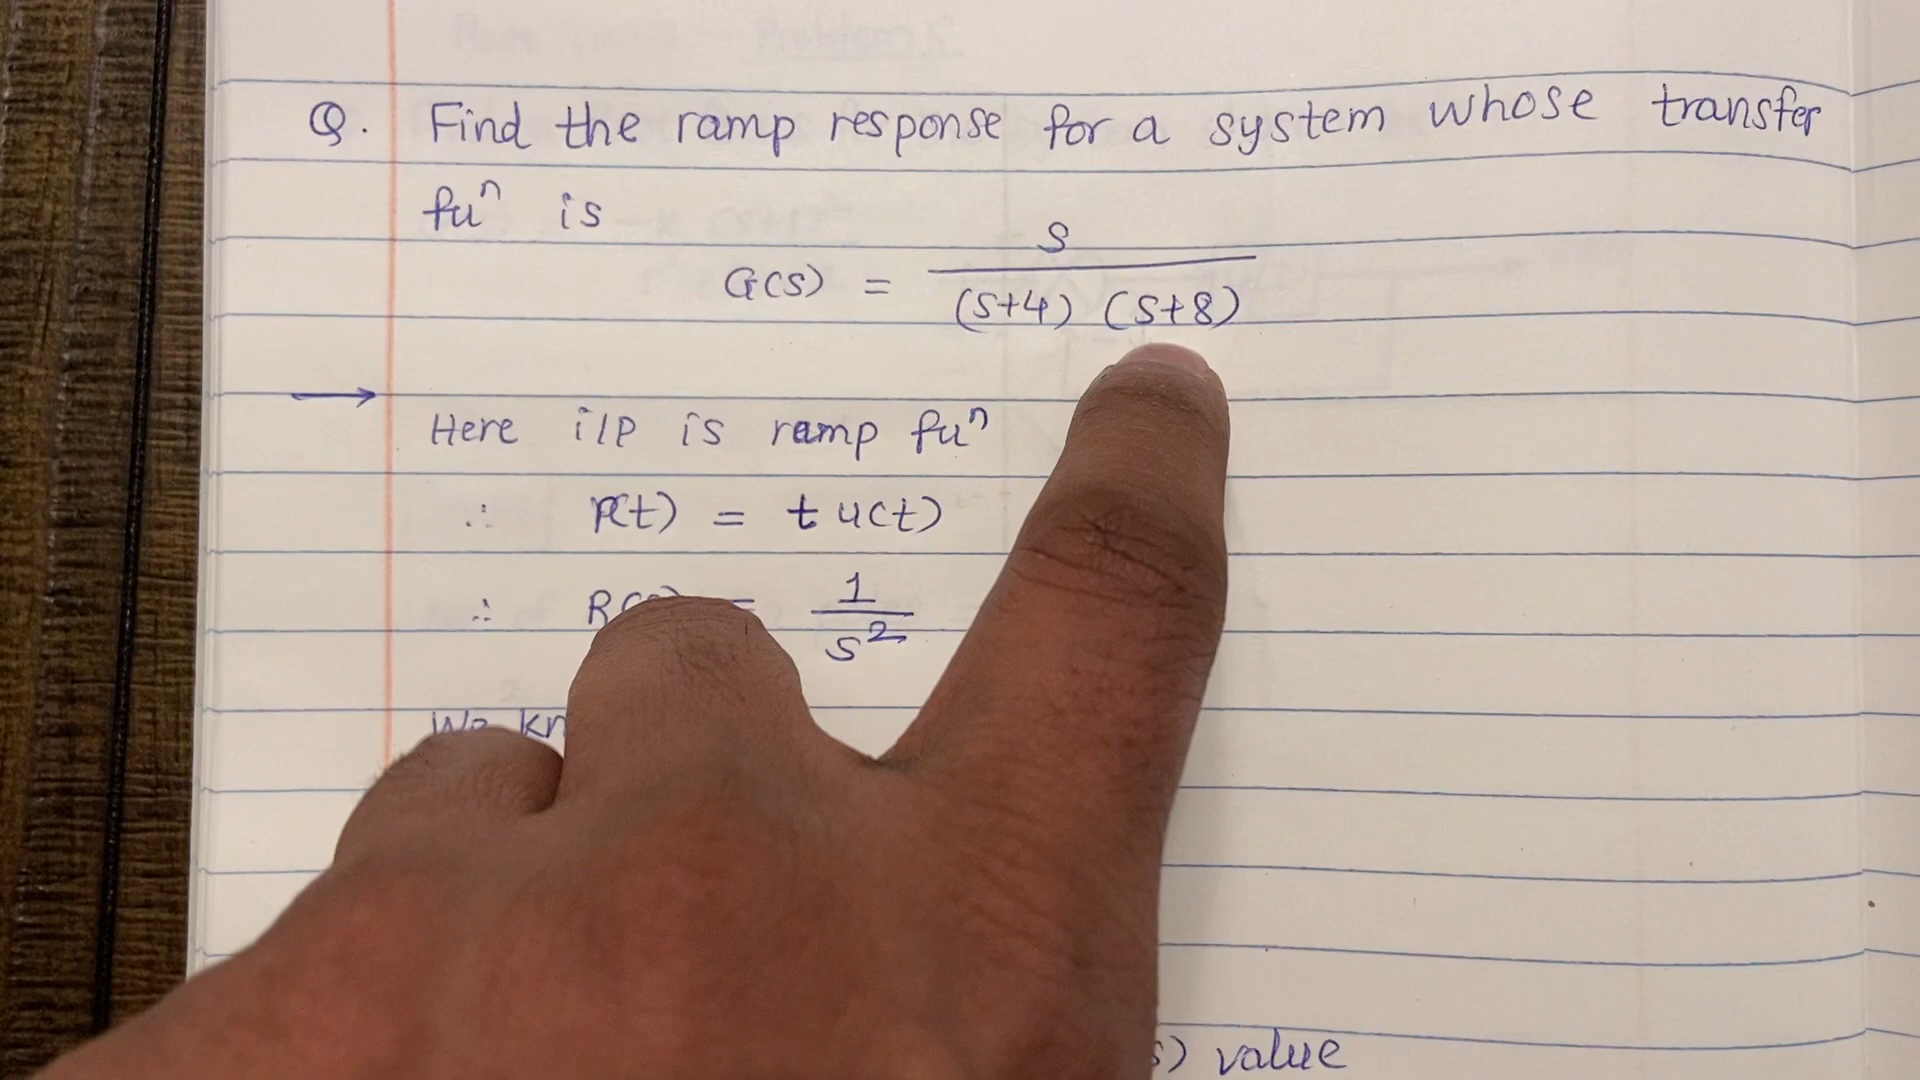 Q. Find the ramp response for a system whose transfer
fuⁿ is
G(s) = s / (s+4) (s+8)
→
Here i/p is ramp fuⁿ
∴ r(t) = t u(t)
∴ R = 1 / s²
We
value